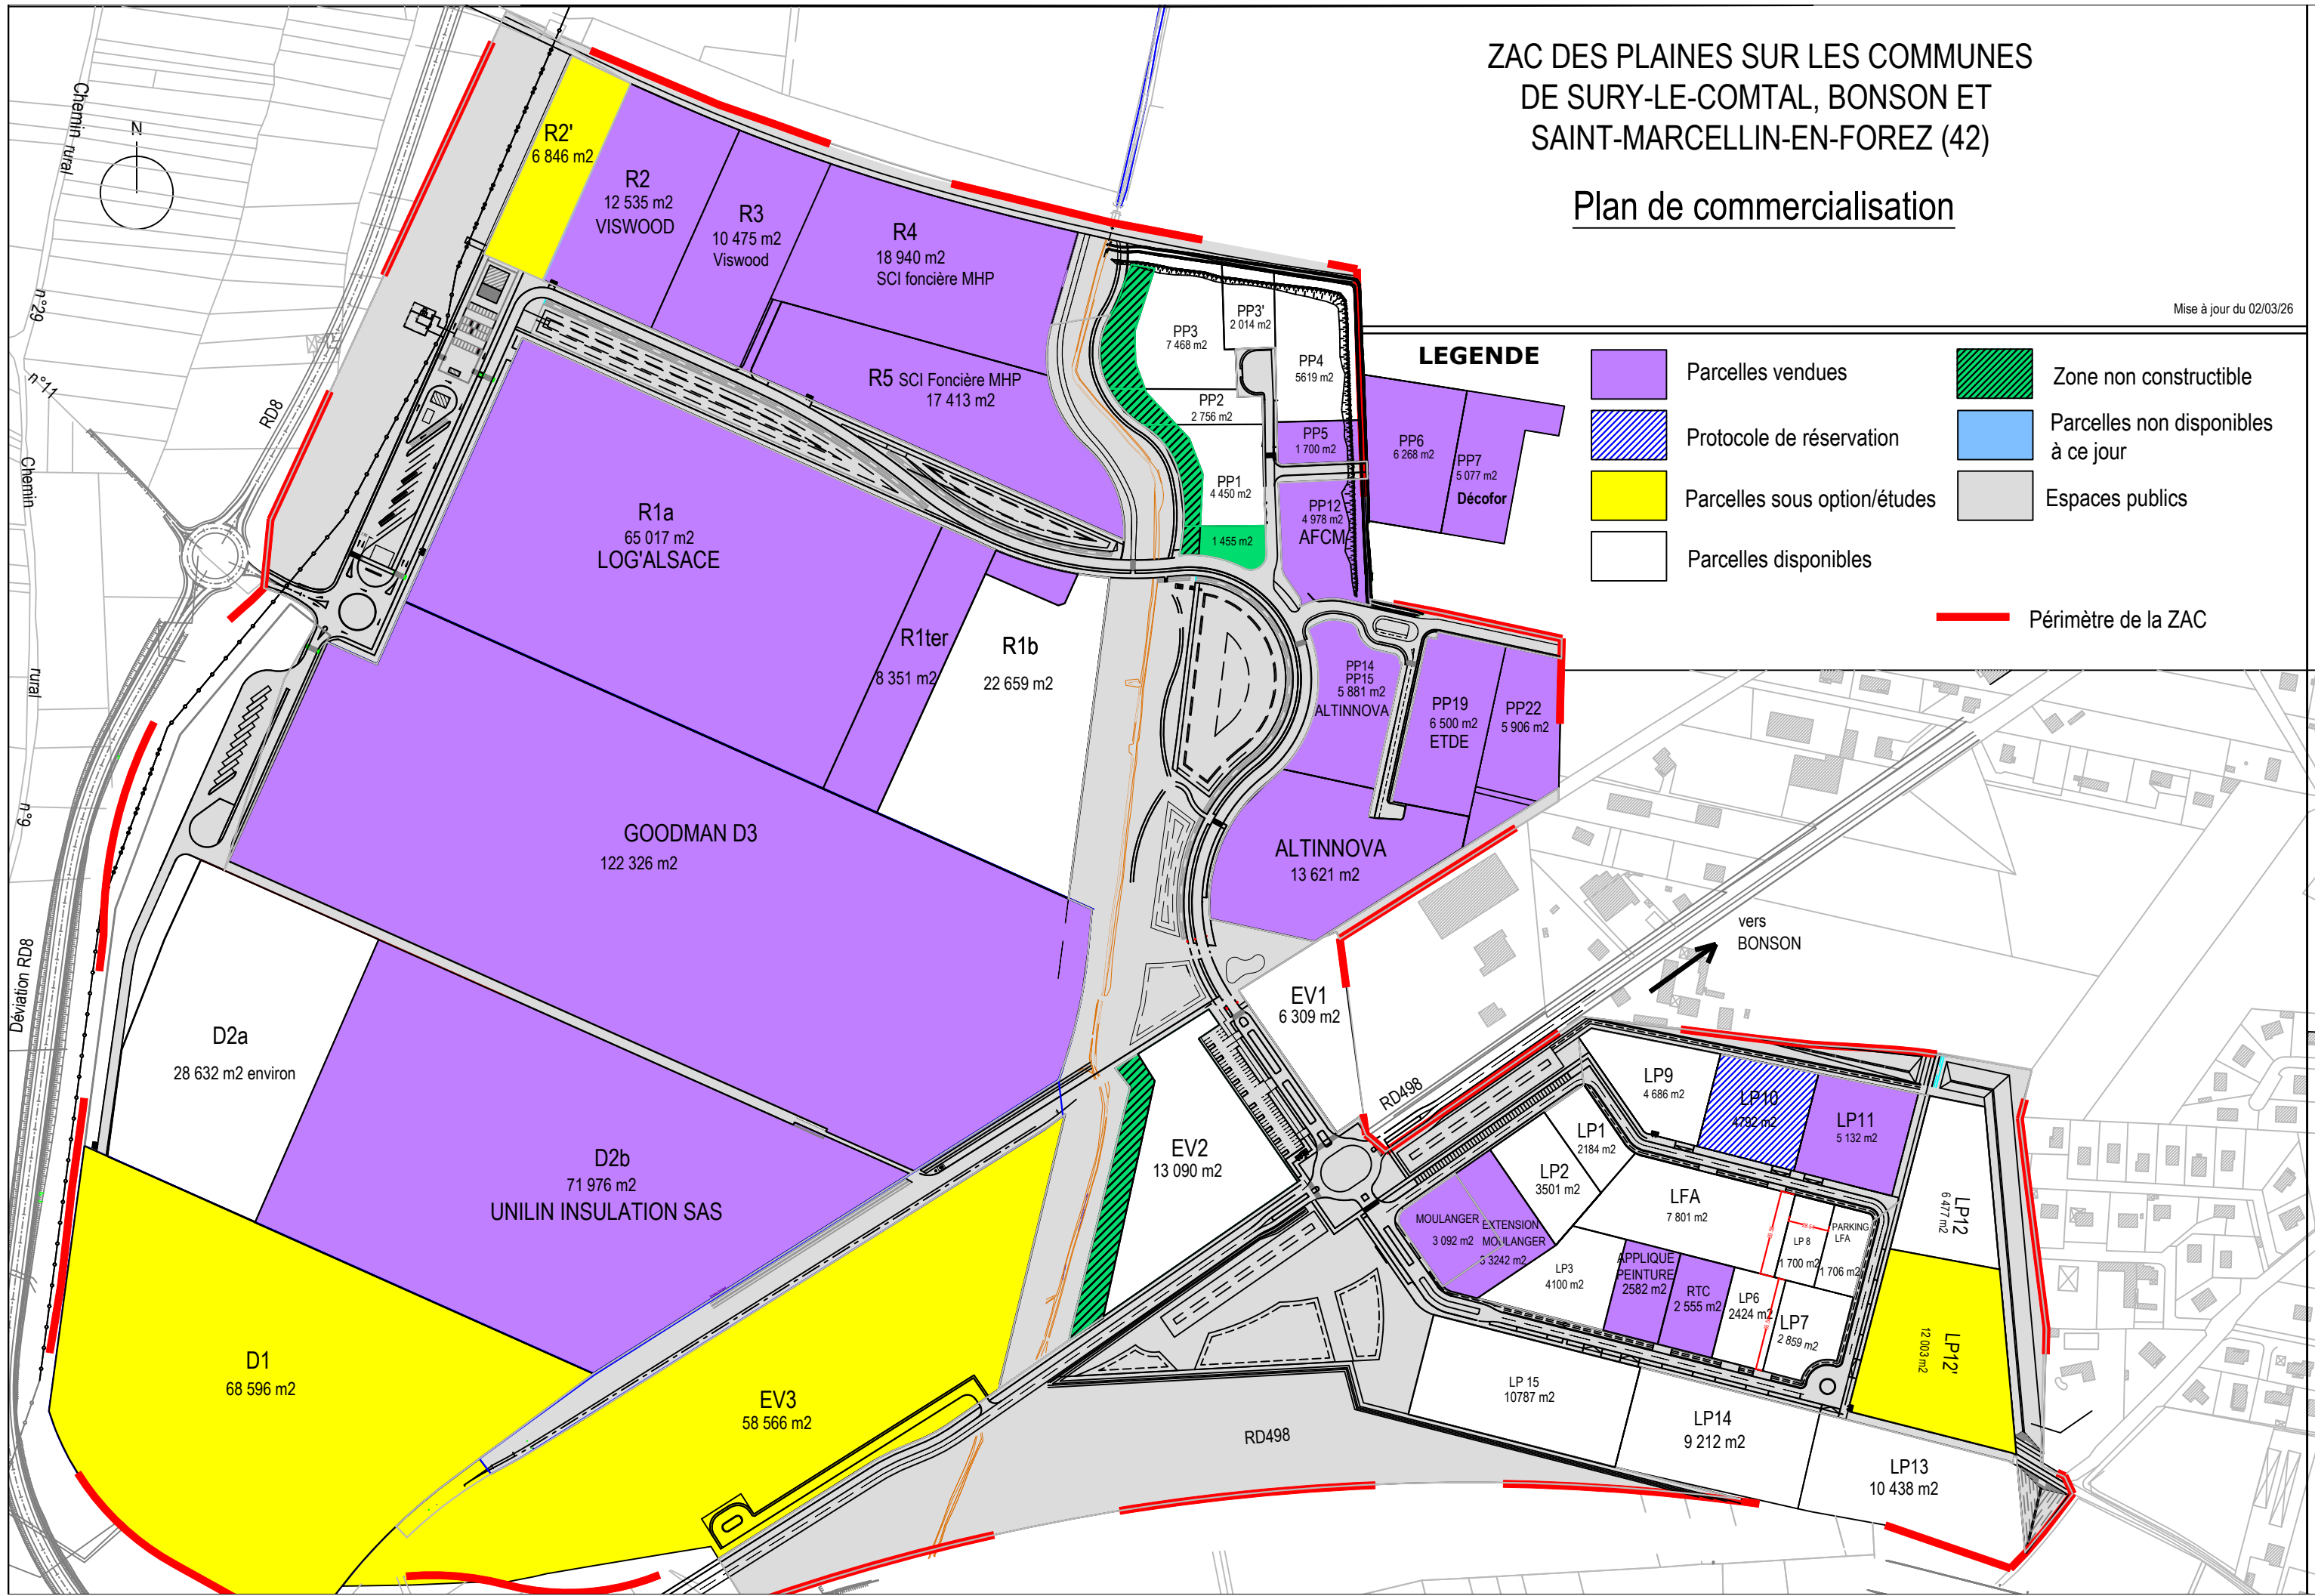 ZAC DES PLAINES SUR LES COMMUNES
DE SURY-LE-COMTAL, BONSON ET
SAINT-MARCELLIN-EN-FOREZ (42)
Plan de commercialisation
Mise à jour du 02/03/26
LEGENDE
Parcelles vendues
Protocole de réservation
Parcelles sous option/études
Parcelles disponibles
Zone non constructible
Parcelles non disponibles
à ce jour
Espaces publics
Périmètre de la ZAC
Chemin rural
N
n°29
n°11
RD8
Chemin
rural
n°9
Déviation RD8
R2'
6 846 m2
R2
12 535 m2
VISWOOD
R3
10 475 m2
Viswood
R4
18 940 m2
SCI foncière MHP
R5 SCI Foncière MHP
17 413 m2
R1a
65 017 m2
LOG'ALSACE
R1ter
8 351 m2
R1b
22 659 m2
PP3
7 468 m2
PP3'
2 014 m2
PP4
5619 m2
PP2
2 756 m2
PP1
4 450 m2
1 455 m2
PP5
1 700 m2
PP6
6 268 m2
PP7
5 077 m2
Décofor
PP12
4 978 m2
AFCM
PP14
PP15
5 881 m2
ALTINNOVA
PP19
6 500 m2
ETDE
PP22
5 906 m2
ALTINNOVA
13 621 m2
GOODMAN D3
122 326 m2
D2a
28 632 m2 environ
D2b
71 976 m2
UNILIN INSULATION SAS
D1
68 596 m2
EV3
58 566 m2
EV1
6 309 m2
EV2
13 090 m2
vers
BONSON
RD498
RD498
LP9
4 686 m2
LP10
4792 m2
LP11
5 132 m2
LP1
2184 m2
LP2
3501 m2
LFA
7 801 m2
MOULANGER
3 092 m2
EXTENSION
MOULANGER
3 3242 m2
LP3
4100 m2
APPLIQUE
PEINTURE
2582 m2
RTC
2 555 m2
LP6
2424 m2
LP7
2 859 m2
LP 8
1 700 m2
PARKING
LFA
1 706 m2
LP12
6 477 m2
LP12'
12 003 m2
LP 15
10787 m2
LP14
9 212 m2
LP13
10 438 m2